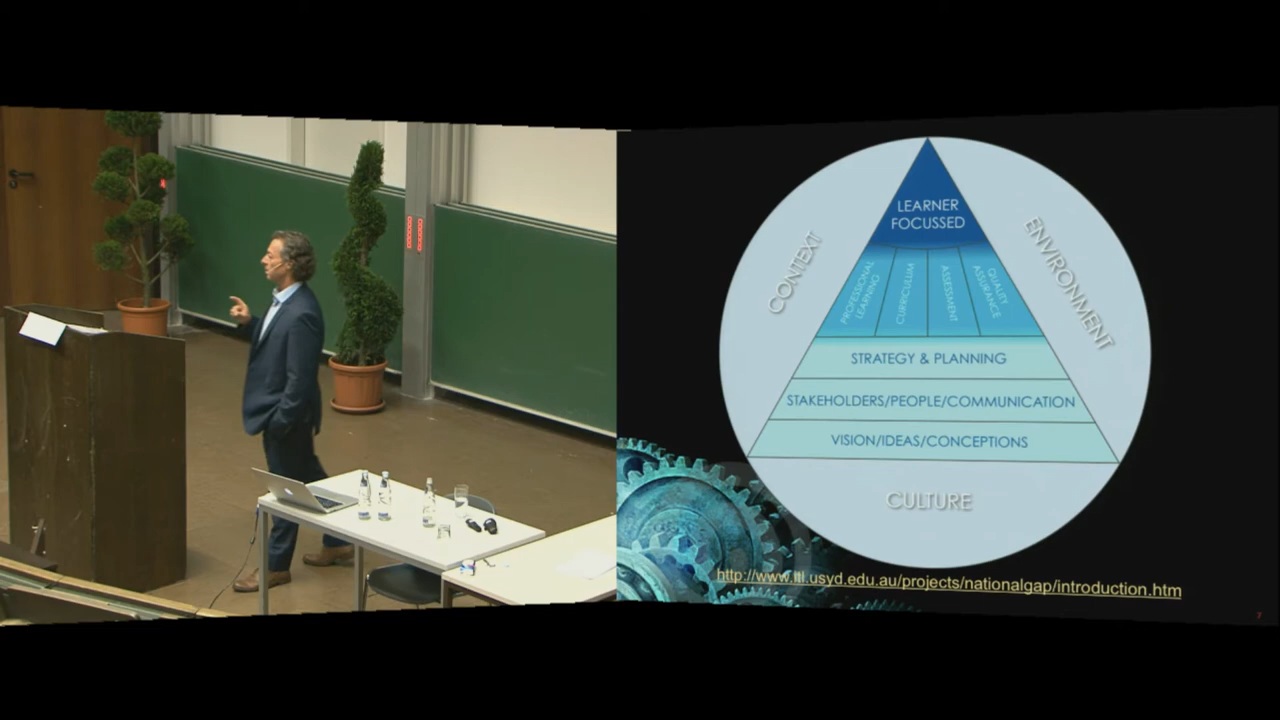 LEARNER
FOCUSSED
PROFESSIONAL
LEARNING
CURRICULUM
ASSESSMENT
QUALITY
ASSURANCE
STRATEGY & PLANNING
STAKEHOLDERS/PEOPLE/COMMUNICATION
VISION/IDEAS/CONCEPTIONS
CONTEXT
ENVIRONMENT
CULTURE
http://www.itl.usyd.edu.au/projects/nationalgap/introduction.htm
7